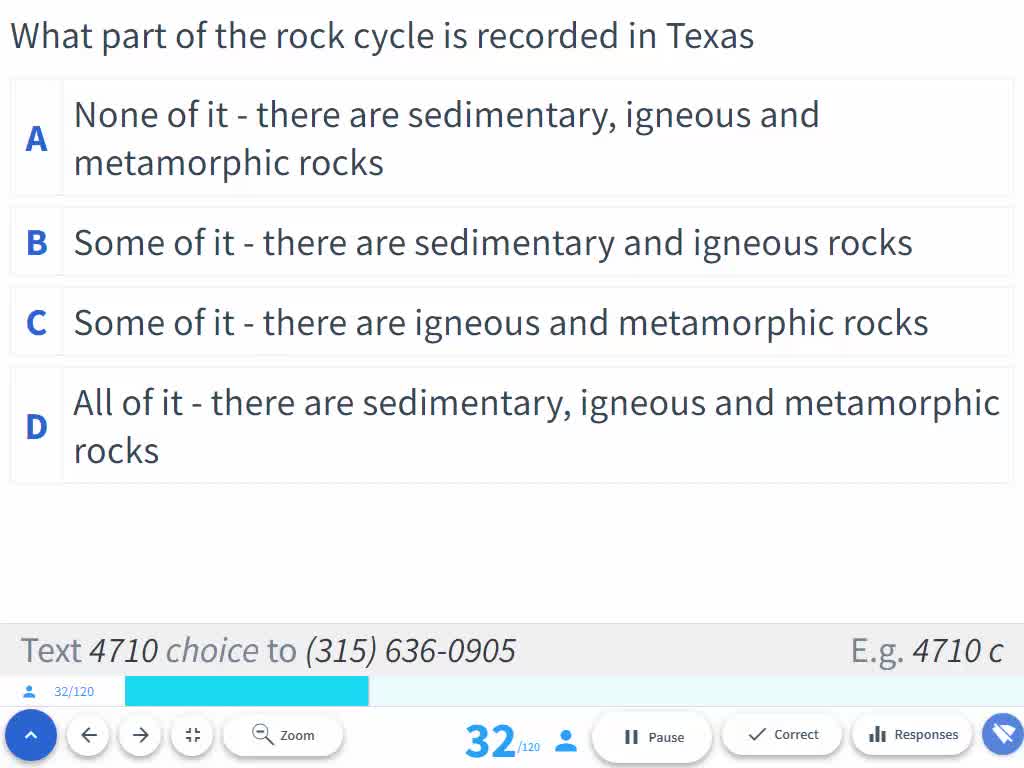 What part of the rock cycle is recorded in Texas
A
None of it - there are sedimentary, igneous and
metamorphic rocks
B Some of it - there are sedimentary and igneous rocks
C Some of it - there are igneous and metamorphic rocks
D
All of it - there are sedimentary, igneous and metamorphic
rocks
Text 4710 choice to (315) 636-0905 E.g. 4710 c
32/120
Zoom 32/120 Pause Correct Responses